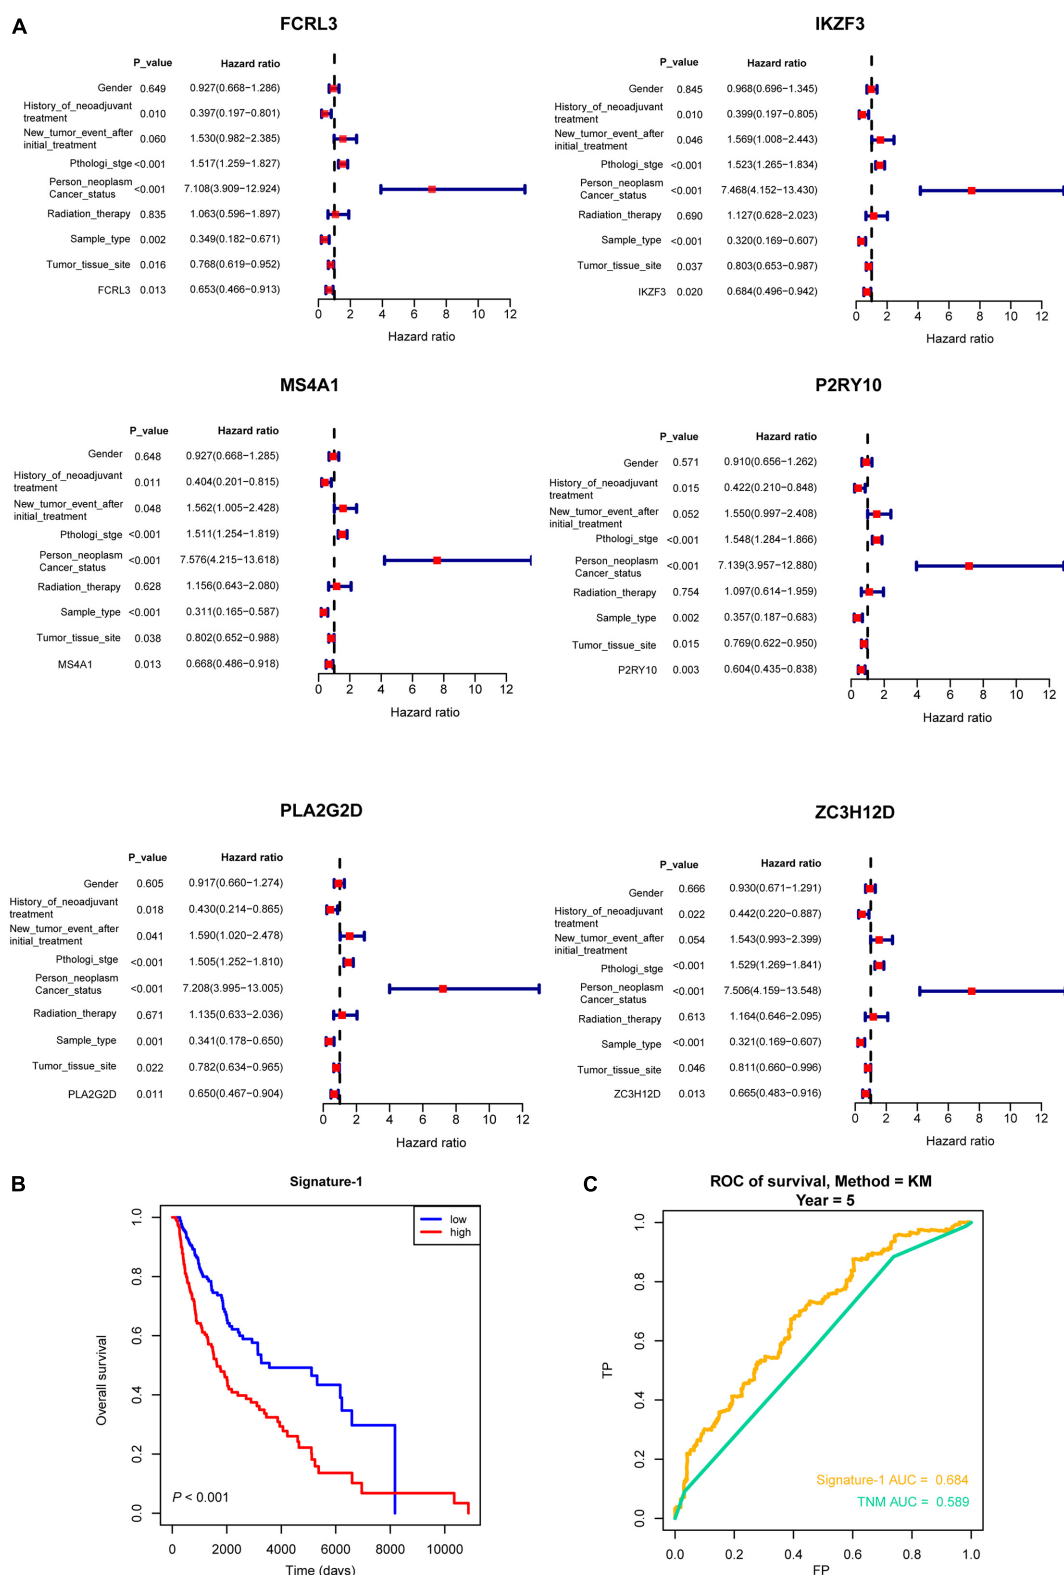 A
FCRL3
P_value Hazard ratio
Gender 0.649 0.927(0.668−1.286)
History_of_neoadjuvant
treatment 0.010 0.397(0.197−0.801)
New_tumor_event_after
initial_treatment 0.060 1.530(0.982−2.385)
Pthologi_stge <0.001 1.517(1.259−1.827)
Person_neoplasm
Cancer_status <0.001 7.108(3.909−12.924)
Radiation_therapy 0.835 1.063(0.596−1.897)
Sample_type 0.002 0.349(0.182−0.671)
Tumor_tissue_site 0.016 0.768(0.619−0.952)
FCRL3 0.013 0.653(0.466−0.913)
0 2 4 6 8 10 12
Hazard ratio
IKZF3
P_value Hazard ratio
Gender 0.845 0.968(0.696−1.345)
History_of_neoadjuvant
treatment 0.010 0.399(0.197−0.805)
New_tumor_event_after
initial_treatment 0.046 1.569(1.008−2.443)
Pthologi_stge <0.001 1.523(1.265−1.834)
Person_neoplasm
Cancer_status <0.001 7.468(4.152−13.430)
Radiation_therapy 0.690 1.127(0.628−2.023)
Sample_type <0.001 0.320(0.169−0.607)
Tumor_tissue_site 0.037 0.803(0.653−0.987)
IKZF3 0.020 0.684(0.496−0.942)
0 2 4 6 8 10 12
Hazard ratio
MS4A1
P_value Hazard ratio
Gender 0.648 0.927(0.668−1.285)
History_of_neoadjuvant
treatment 0.011 0.404(0.201−0.815)
New_tumor_event_after
initial_treatment 0.048 1.562(1.005−2.428)
Pthologi_stge <0.001 1.511(1.254−1.819)
Person_neoplasm
Cancer_status <0.001 7.576(4.215−13.618)
Radiation_therapy 0.628 1.156(0.643−2.080)
Sample_type <0.001 0.311(0.165−0.587)
Tumor_tissue_site 0.038 0.802(0.652−0.988)
MS4A1 0.013 0.668(0.486−0.918)
0 2 4 6 8 10 12
Hazard ratio
P2RY10
P_value Hazard ratio
Gender 0.571 0.910(0.656−1.262)
History_of_neoadjuvant
treatment 0.015 0.422(0.210−0.848)
New_tumor_event_after
initial_treatment 0.052 1.550(0.997−2.408)
Pthologi_stge <0.001 1.548(1.284−1.866)
Person_neoplasm
Cancer_status <0.001 7.139(3.957−12.880)
Radiation_therapy 0.754 1.097(0.614−1.959)
Sample_type 0.002 0.357(0.187−0.683)
Tumor_tissue_site 0.015 0.769(0.622−0.950)
P2RY10 0.003 0.604(0.435−0.838)
0 2 4 6 8 10 12
Hazard ratio
PLA2G2D
P_value Hazard ratio
Gender 0.605 0.917(0.660−1.274)
History_of_neoadjuvant
treatment 0.018 0.430(0.214−0.865)
New_tumor_event_after
initial_treatment 0.041 1.590(1.020−2.478)
Pthologi_stge <0.001 1.505(1.252−1.810)
Person_neoplasm
Cancer_status <0.001 7.208(3.995−13.005)
Radiation_therapy 0.671 1.135(0.633−2.036)
Sample_type 0.001 0.341(0.178−0.650)
Tumor_tissue_site 0.022 0.782(0.634−0.965)
PLA2G2D 0.011 0.650(0.467−0.904)
0 2 4 6 8 10 12
Hazard ratio
ZC3H12D
P_value Hazard ratio
Gender 0.666 0.930(0.671−1.291)
History_of_neoadjuvant
treatment 0.022 0.442(0.220−0.887)
New_tumor_event_after
initial_treatment 0.054 1.543(0.993−2.399)
Pthologi_stge <0.001 1.529(1.269−1.841)
Person_neoplasm
Cancer_status <0.001 7.506(4.159−13.548)
Radiation_therapy 0.613 1.164(0.646−2.095)
Sample_type <0.001 0.321(0.169−0.607)
Tumor_tissue_site 0.046 0.811(0.660−0.996)
ZC3H12D 0.013 0.665(0.483−0.916)
0 2 4 6 8 10 12
Hazard ratio
B
Signature-1
low
high
1.0
0.8
0.6
0.4
0.2
0.0
Overall survival
P < 0.001
0 2000 4000 6000 8000 10000
Time (days)
C
ROC of survival, Method = KM
Year = 5
1.0
0.8
0.6
0.4
0.2
0.0
TP
Signature-1 AUC = 0.684
TNM AUC = 0.589
0.0 0.2 0.4 0.6 0.8 1.0
FP